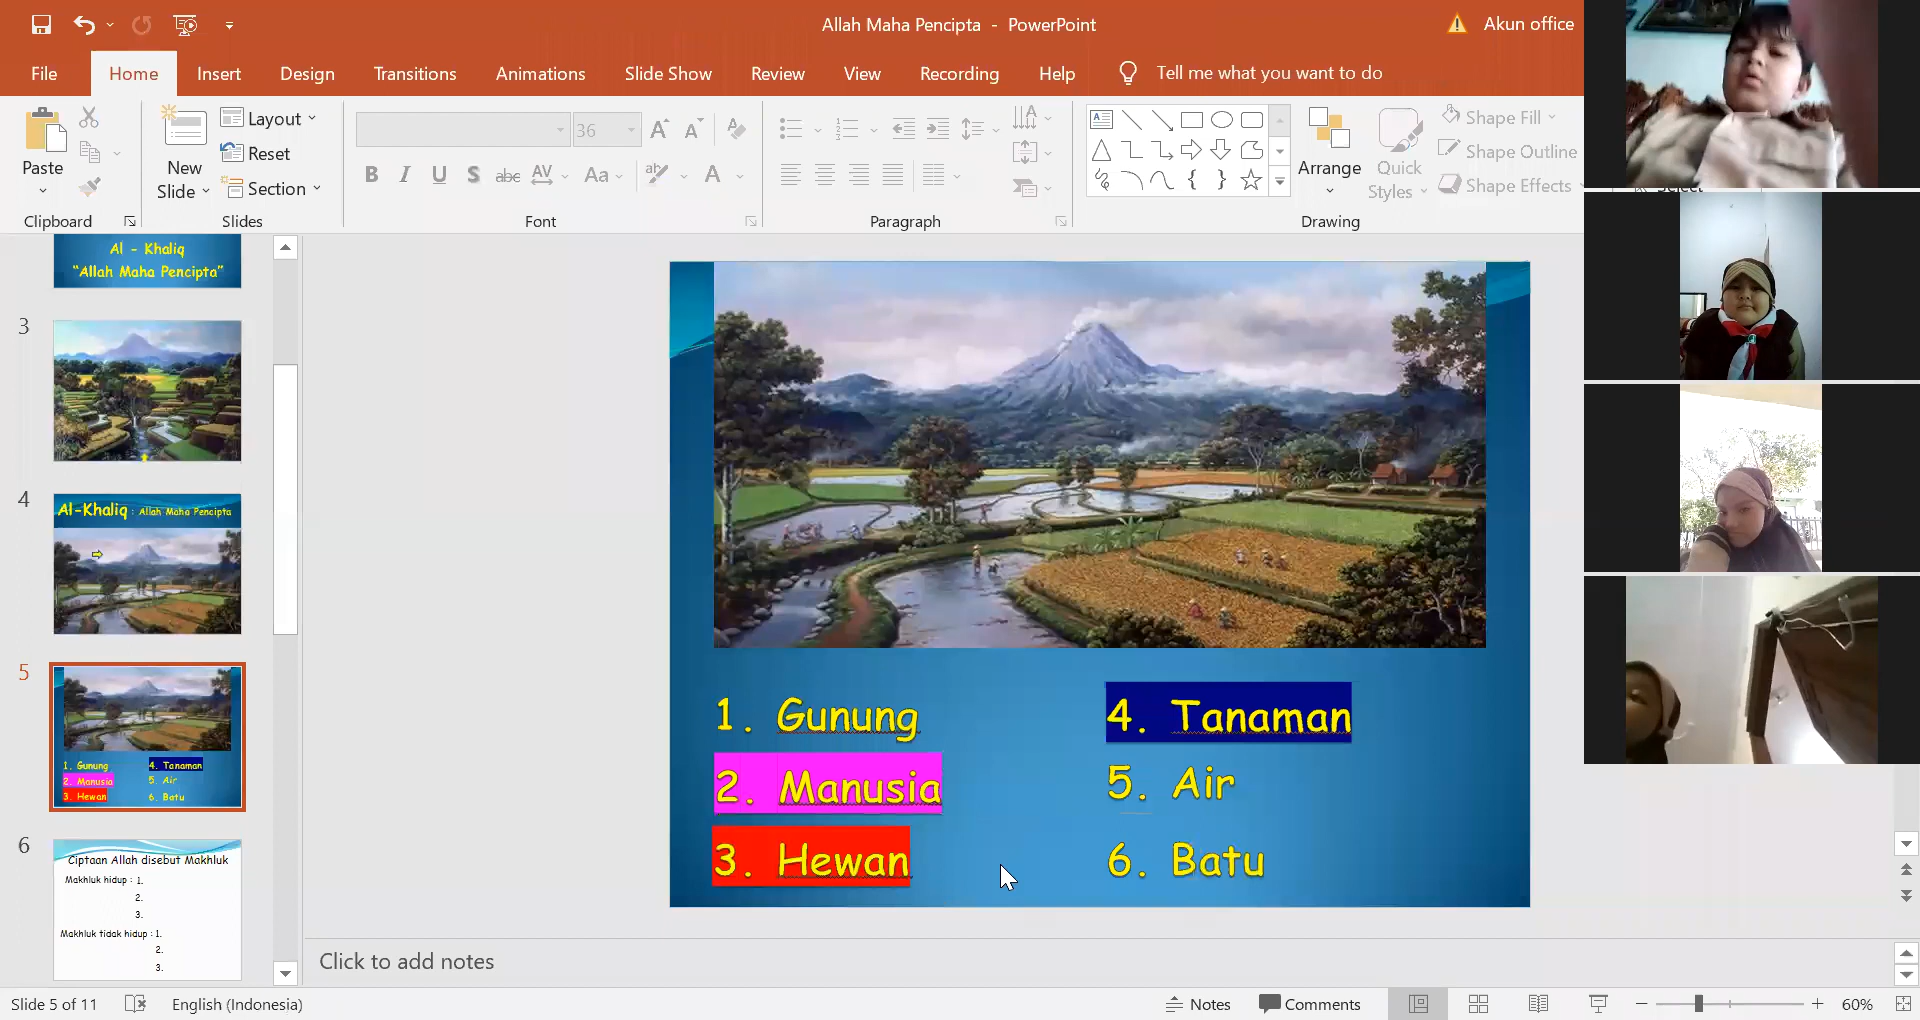 Allah Maha Pencipta - PowerPoint
Akun office
File Home Insert Design Transitions Animations Slide Show Review View Recording Help Tell me what you want to do
Paste
Clipboard
New Slide
Layout
Reset
Section
Slides
36
B I U S abc AV Aa A
Font
Paragraph
Arrange
Quick Styles
Shape Fill
Shape Outline
Shape Effects
Drawing
Select
Al - Khaliq
“Allah Maha Pencipta”
3
4
Al-Khaliq : Allah Maha Pencipta
5
1. Gunung
2. Manusia
3. Hewan
4. Tanaman
5. Air
6. Batu
6
Ciptaan Allah disebut Makhluk
Makhluk hidup : 1.
2.
3.
Makhluk tidak hidup : 1.
2.
3.
1. Gunung
2. Manusia
3. Hewan
4. Tanaman
5. Air
6. Batu
Click to add notes
Slide 5 of 11
English (Indonesia)
Notes
Comments
60%